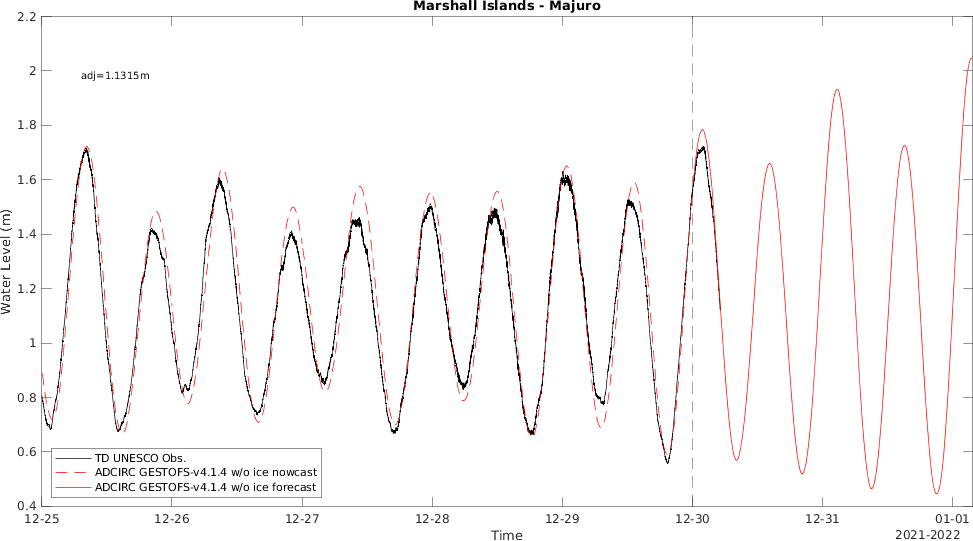 Marshall Islands - Majuro
2.2
2
1.8
1.6
1.4
1.2
1
0.8
0.6
0.4
Water Level (m)
adj=1.1315m
TD UNESCO Obs.
ADCIRC GESTOFS-v4.1.4 w/o ice nowcast
ADCIRC GESTOFS-v4.1.4 w/o ice forecast
12-25 12-26 12-27 12-28 12-29 12-30 12-31 01-01
Time
2021-2022